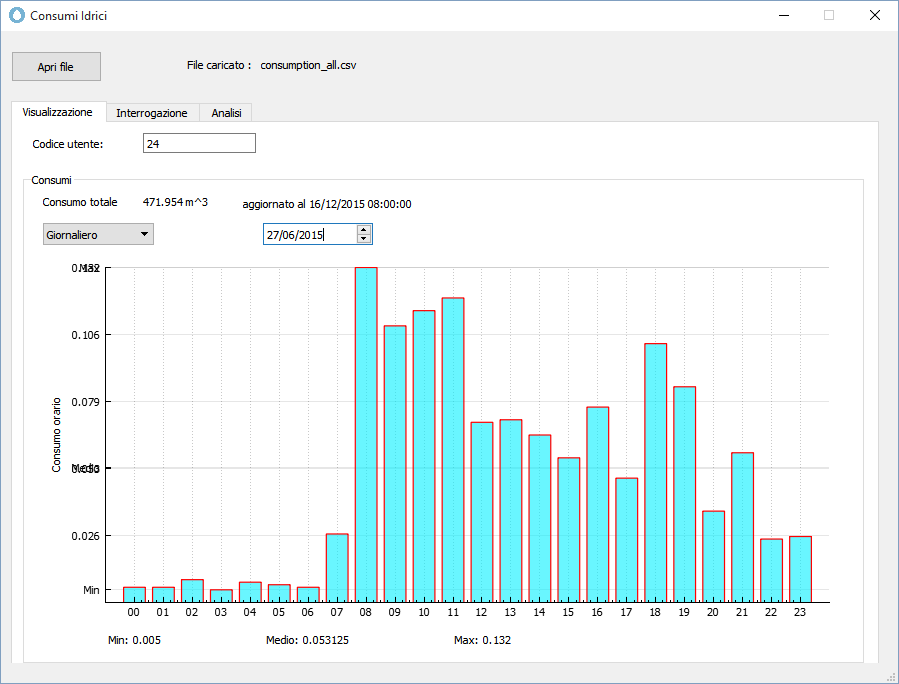 Consumi Idrici
Apri file
File caricato : consumption_all.csv
Visualizzazione Interrogazione Analisi
Codice utente: 24
Consumi
Consumo totale 471.954 m^3 aggiornato al 16/12/2015 08:00:00
Giornaliero 27/06/2015
Max
0.106
0.079
Consumo orario
Medio
0.026
Min
00 01 02 03 04 05 06 07 08 09 10 11 12 13 14 15 16 17 18 19 20 21 22 23
Min: 0.005 Medio: 0.053125 Max: 0.132